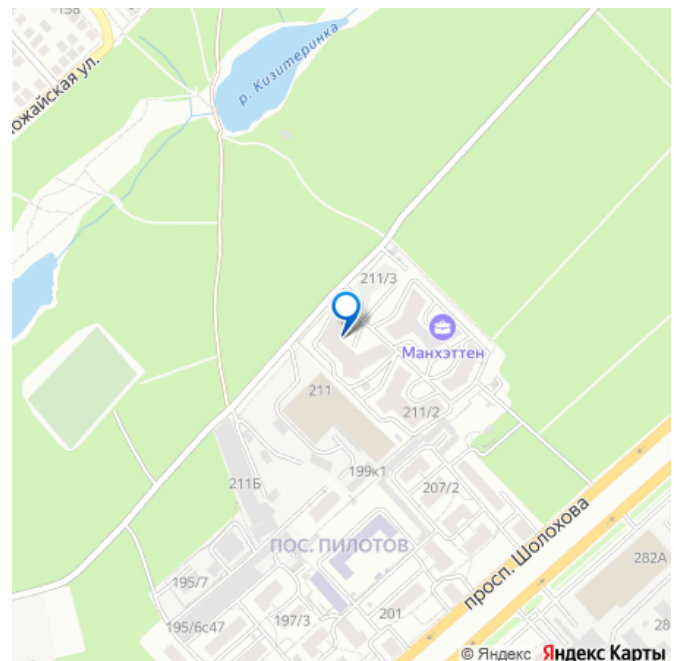 158
ожайская ул.
р. Кизитеринка
211/3
Манхэттен
211
211/2
199к1
207/2
211Б
просп. Шолохова
ПОС. ПИЛОТОВ
282А
195/7
201
197/3
195/6с47
28
© Яндекс Яндекс Карты